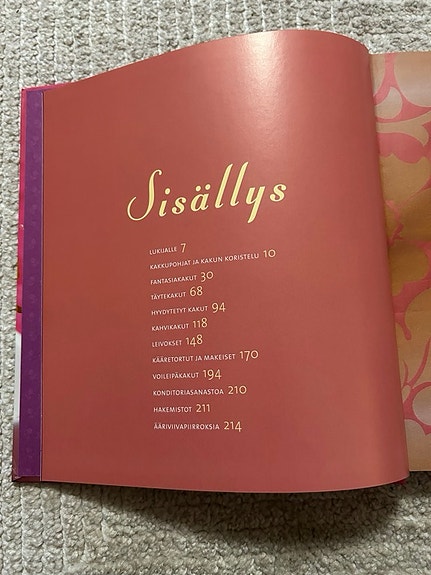 Sisällys
LUKIJALLE 7
KAKKUPOHJAT JA KAKUN KORISTELU 10
FANTASIAKAKUT 30
TÄYTEKAKUT 68
HYYDYTETYT KAKUT 94
KAHVIKAKUT 118
LEIVOKSET 148
KÄÄRETORTUT JA MAKEISET 170
VOILEIPÄKAKUT 194
KONDITORIASANASTOA 210
HAKEMISTOT 211
ÄÄRIVIIVAPIIRROKSIA 214